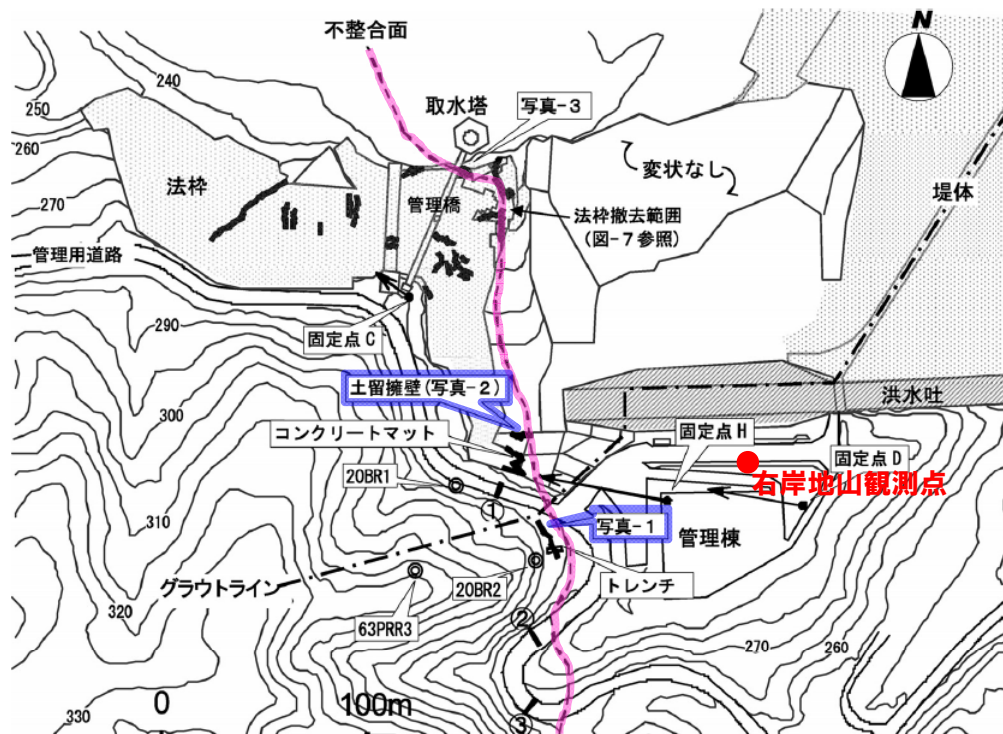 不整合面
N
240
250
260
取水塔
写真-3
法枠
変状なし
堤体
270
管理橋
法枠撤去範囲
(図-7参照)
管理用道路
290
固定点C
土留擁壁(写真-2)
洪水吐
300
コンクリートマット
固定点H
固定点D
20BR1
右岸地山観測点
①
310
写真-1
管理棟
グラウトライン
トレンチ
20BR2
320
63PRR3
②
270
260
0
100m
330
③